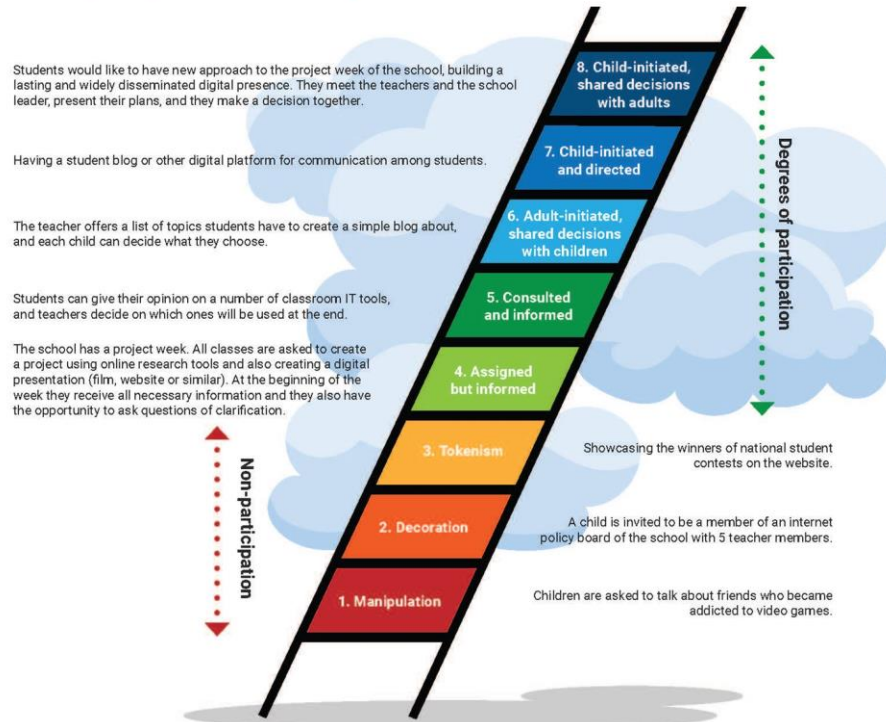 Students would like to have new approach to the project week of the school, building a
lasting and widely disseminated digital presence. They meet the teachers and the school
leader, present their plans, and they make a decision together.
8. Child-initiated,
shared decisions
with adults
Having a student blog or other digital platform for communication among students.
7. Child-initiated
and directed
The teacher offers a list of topics students have to create a simple blog about,
and each child can decide what they choose.
6. Adult-initiated,
shared decisions
with children
Students can give their opinion on a number of classroom IT tools,
and teachers decide on which ones will be used at the end.
5. Consulted
and informed
The school has a project week. All classes are asked to create
a project using online research tools and also creating a digital
presentation (film, website or similar). At the beginning of the
week they receive all necessary information and they also have
the opportunity to ask questions of clarification.
4. Assigned
but informed
Degrees of participation
3. Tokenism
Showcasing the winners of national student
contests on the website.
Non-participation
2. Decoration
A child is invited to be a member of an internet
policy board of the school with 5 teacher members.
1. Manipulation
Children are asked to talk about friends who became
addicted to video games.